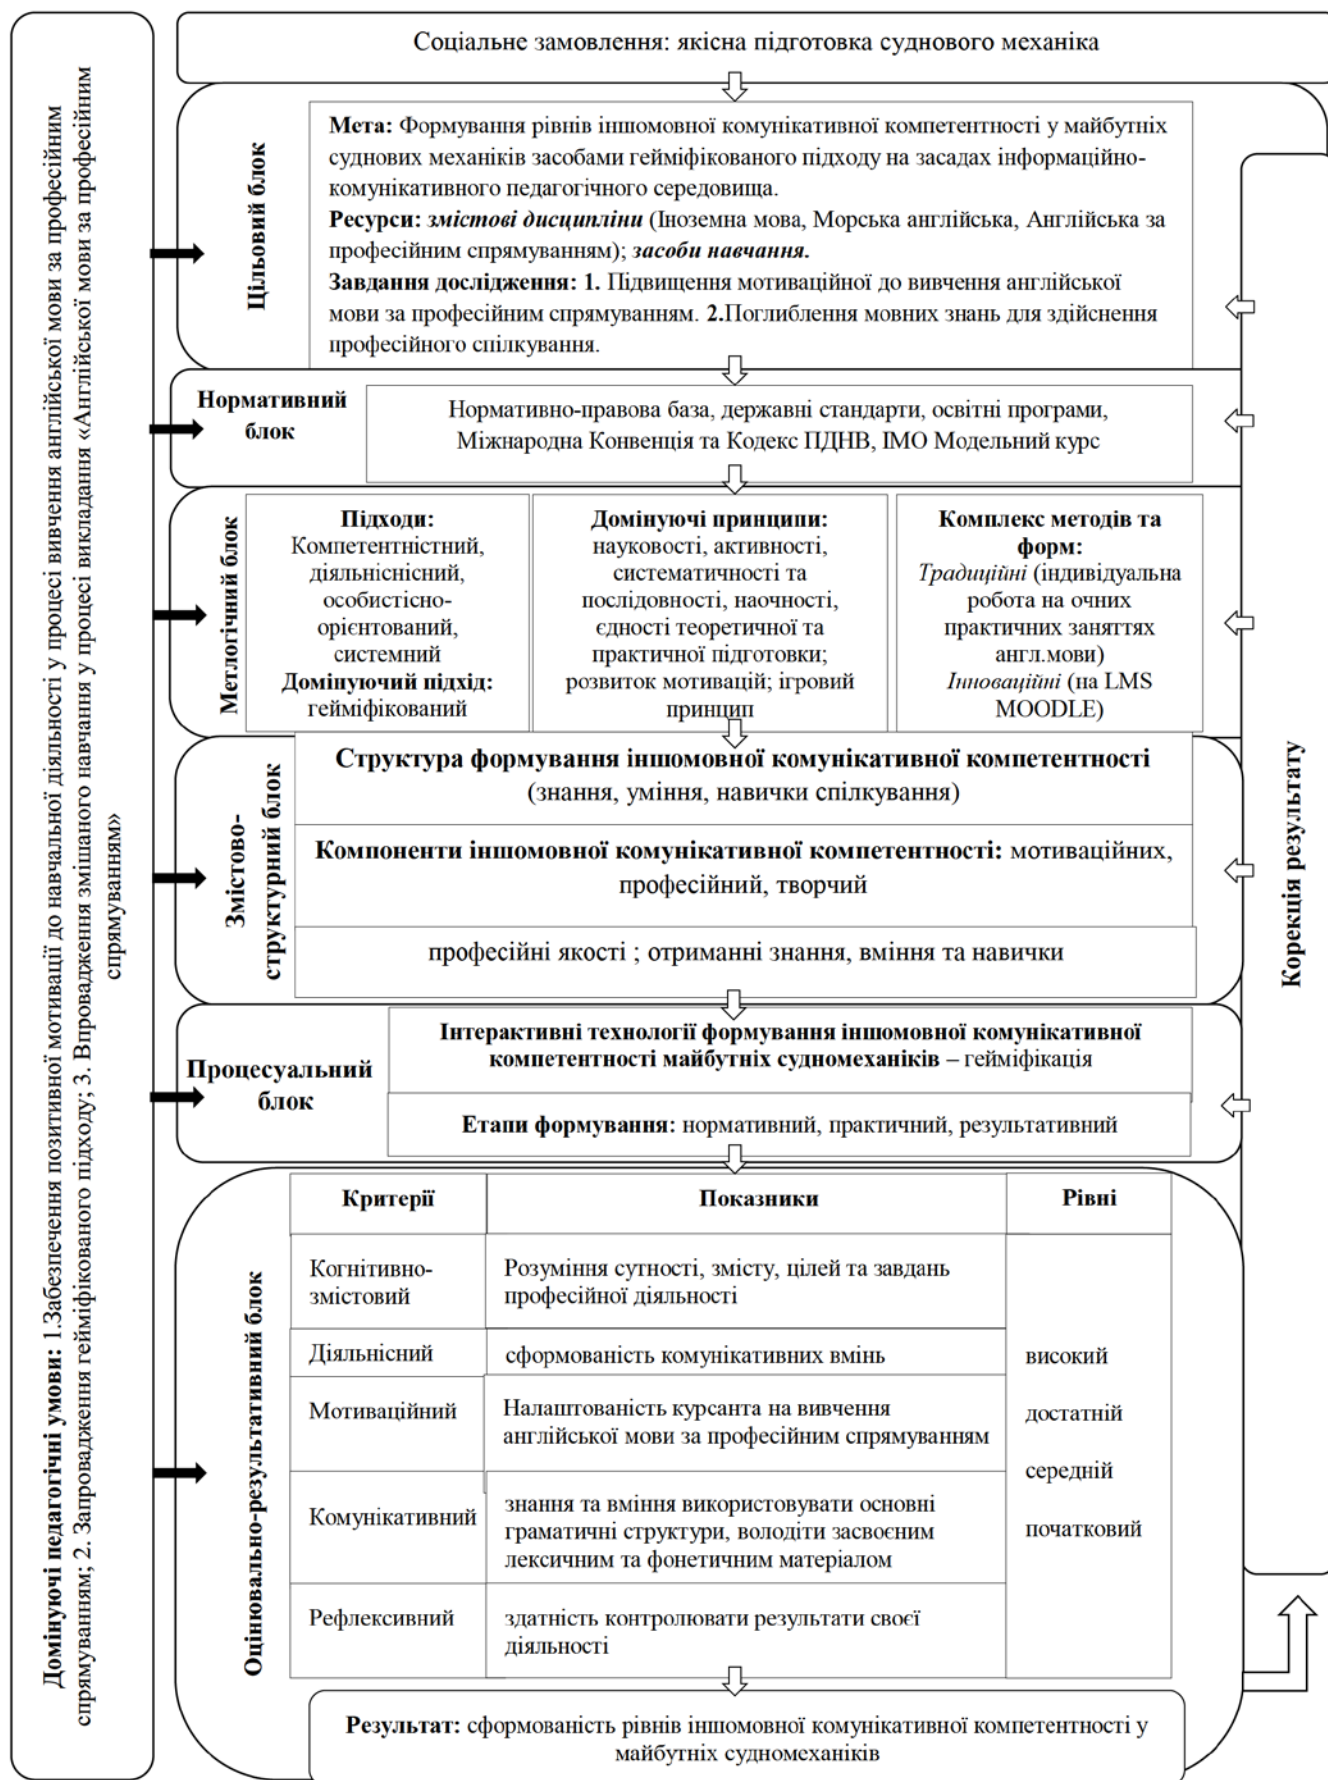 Соціальне замовлення: якісна підготовка суднового механіка
Домінуючі педагогічні умови: 1.Забезпечення позитивної мотивації до навчальної діяльності у процесі вивчення англійської мови за професійним
спрямуванням; 2. Запровадження гейміфікованого підходу; 3. Впровадження змішаного навчання у процесі викладання «Англійської мови за професійним
спрямуванням»
Цільовий блок
Мета: Формування рівнів іншомовної комунікативної компетентності у майбутніх
суднових механіків засобами гейміфікованого підходу на засадах інформаційно-
комунікативного педагогічного середовища.
Ресурси: змістові дисципліни (Іноземна мова, Морська англійська, Англійська за
професійним спрямуванням); засоби навчання.
Завдання дослідження: 1. Підвищення мотиваційної до вивчення англійської
мови за професійним спрямуванням. 2.Поглиблення мовних знань для здійснення
професійного спілкування.
Нормативний
блок
Нормативно-правова база, державні стандарти, освітні програми,
Міжнародна Конвенція та Кодекс ПДНВ, ІМО Модельний курс
Метлогічний блок
Підходи:
Компетентністний,
діяльніснісний,
особистісно-
орієнтований,
системний
Домінуючий підхід:
гейміфікований
Домінуючі принципи:
науковості, активності,
систематичності та
послідовності, наочності,
єдності теоретичної та
практичної підготовки;
розвиток мотивацій; ігровий
принцип
Комплекс методів та
форм:
Традиційні (індивідуальна
робота на очних
практичних заняттях
англ.мови)
Інноваційні (на LMS
MOODLE)
Змістово-
структурний блок
Структура формування іншомовної комунікативної компетентності
(знання, уміння, навички спілкування)
Компоненти іншомовної комунікативної компетентності: мотиваційних,
професійний, творчий
професійні якості ; отриманні знання, вміння та навички
Процесуальний
блок
Інтерактивні технології формування іншомовної комунікативної
компетентності майбутніх судномеханіків – гейміфікація
Етапи формування: нормативний, практичний, результативний
Оцінювально-результативний блок
Критерії
Показники
Рівні
Когнітивно-
змістовий
Розуміння сутності, змісту, цілей та завдань
професійної діяльності
Діяльнісний
сформованість комунікативних вмінь
Мотиваційний
Налаштованість курсанта на вивчення
англійської мови за професійним спрямуванням
Комунікативний
знання та вміння використовувати основні
граматичні структури, володіти засвоєним
лексичним та фонетичним матеріалом
Рефлексивний
здатність контролювати результати своєї
діяльності
високий
достатній
середній
початковий
Результат: сформованість рівнів іншомовної комунікативної компетентності у
майбутніх судномеханіків
Корекція результату